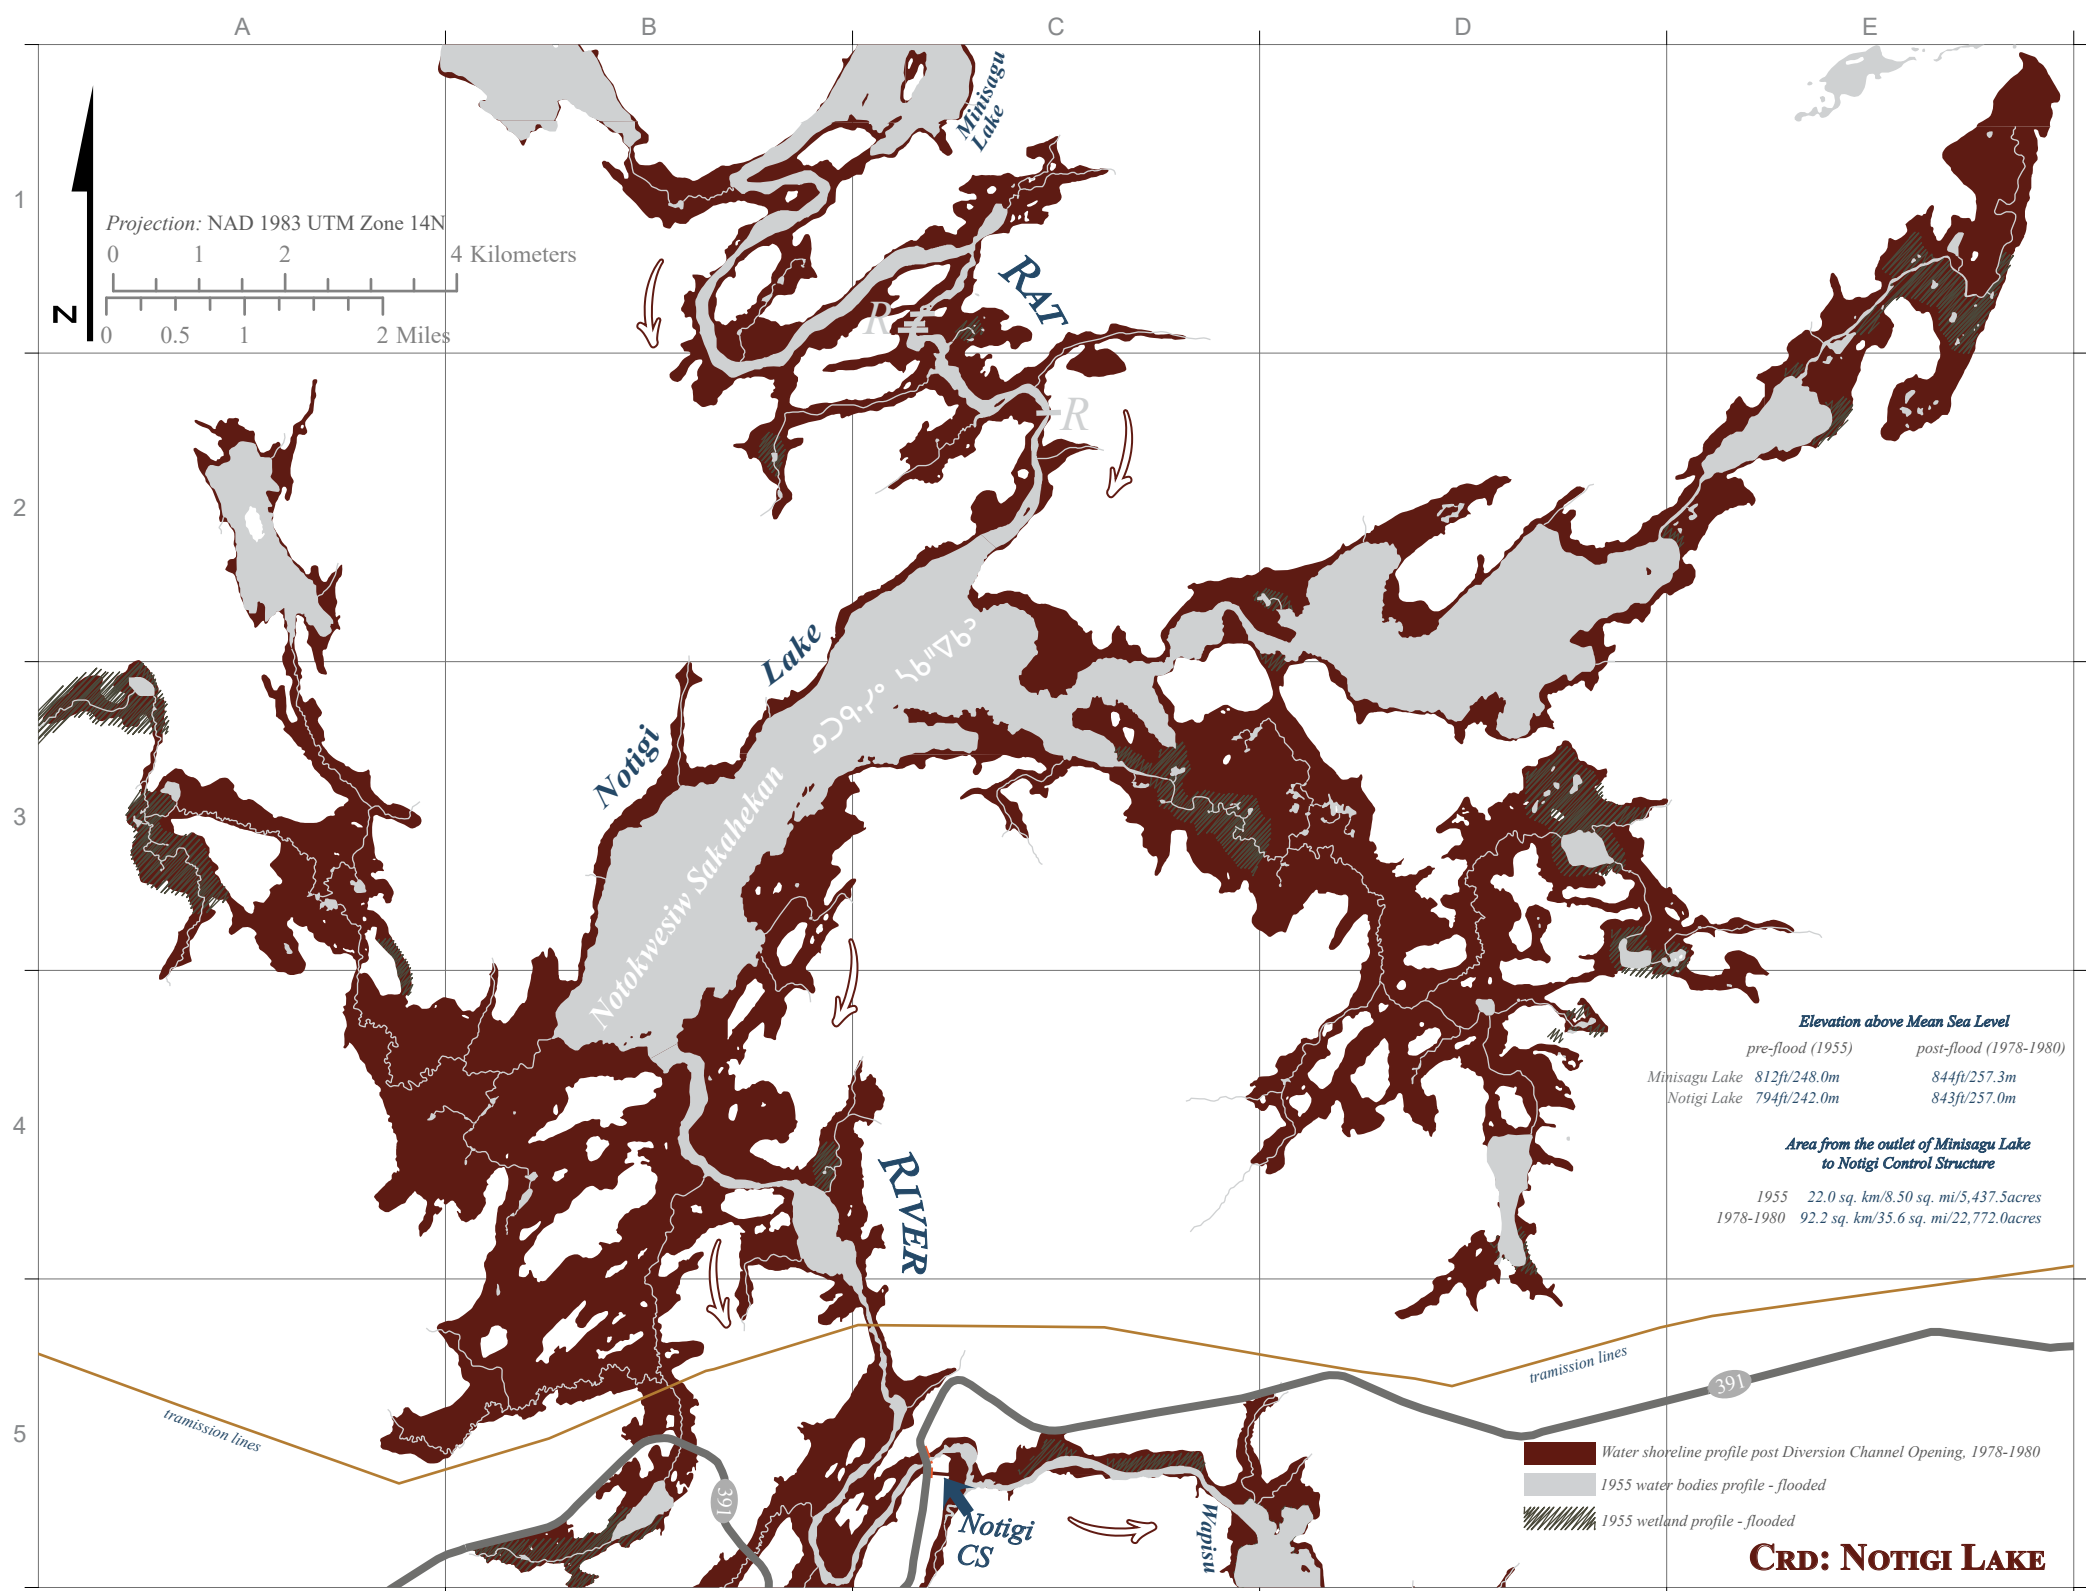 A B C D E
1
2
3
4
5
N
Projection: NAD 1983 UTM Zone 14N
0 1 2 4 Kilometers
0 0.5 1 2 Miles
Minisagu
Lake
RAT
R
R
Lake
Notigi
ᓄᑐᑫᐧᓯᐤ ᓴᑲᐦᐁᑲᐣ
Notokwesiw Sakahekan
RIVER
Elevation above Mean Sea Level
pre-flood (1955) post-flood (1978-1980)
Minisagu Lake 812ft/248.0m 844ft/257.3m
Notigi Lake 794ft/242.0m 843ft/257.0m
Area from the outlet of Minisagu Lake
to Notigi Control Structure
1955 22.0 sq. km/8.50 sq. mi/5,437.5acres
1978-1980 92.2 sq. km/35.6 sq. mi/22,772.0acres
tramission lines
tramission lines
391
391
Notigi
CS
Wapisu
Water shoreline profile post Diversion Channel Opening, 1978-1980
1955 water bodies profile - flooded
1955 wetland profile - flooded
CRD: NOTIGI LAKE